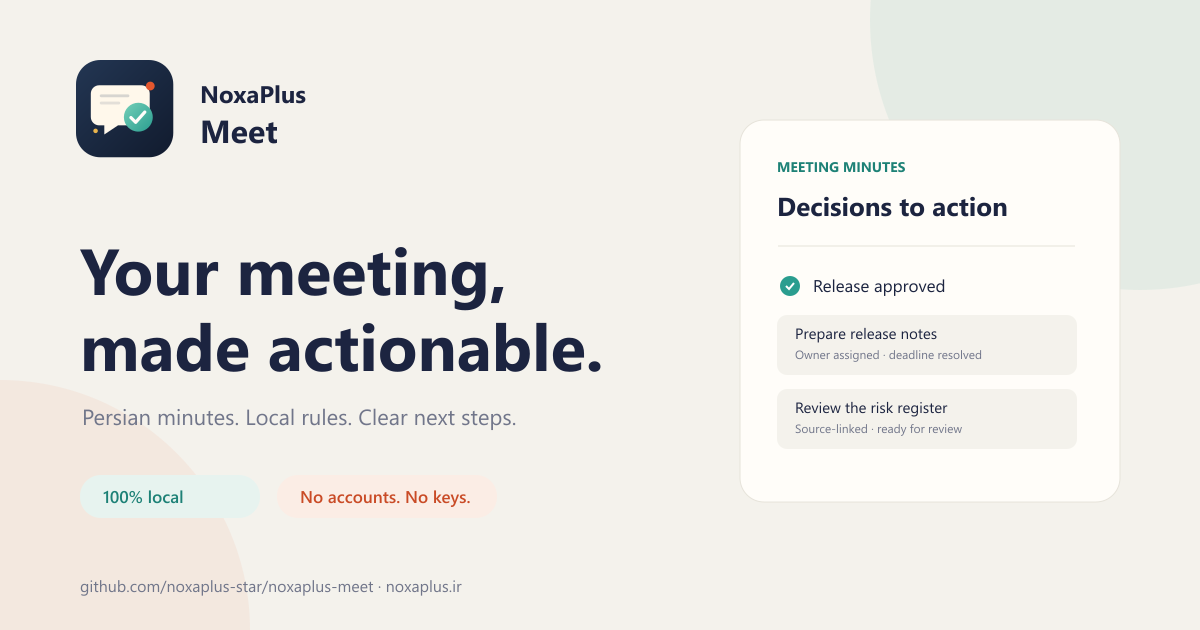 NoxaPlus
Meet
Your meeting,
made actionable.
Persian minutes. Local rules. Clear next steps.
100% local
No accounts. No keys.
github.com/noxaplus-star/noxaplus-meet · noxaplus.ir
MEETING MINUTES
Decisions to action
Release approved
Prepare release notes
Owner assigned · deadline resolved
Review the risk register
Source-linked · ready for review